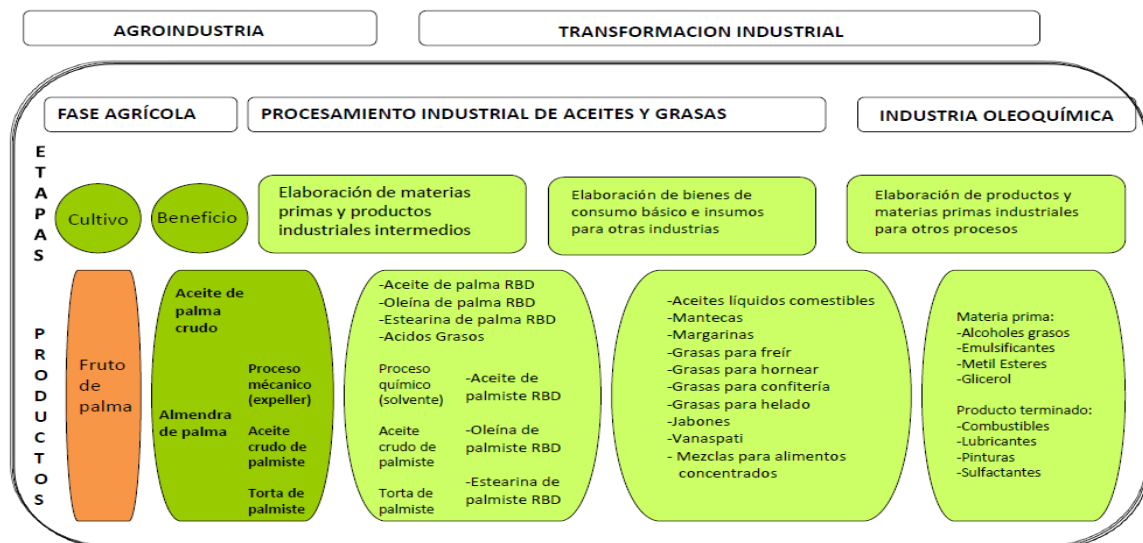 AGROINDUSTRIA
TRANSFORMACION INDUSTRIAL
FASE AGRÍCOLA
PROCESAMIENTO INDUSTRIAL DE ACEITES Y GRASAS
INDUSTRIA OLEOQUÍMICA
ETAPAS
Cultivo
Beneficio
Elaboración de materias
primas y productos
industriales intermedios
Elaboración de bienes de
consumo básico e insumos
para otras industrias
Elaboración de productos y
materias primas industriales
para otros procesos
PRODUCTOS
Fruto
de
palma
Aceite de
palma
crudo
Almendra
de palma
Proceso
mécanico
(expeller)
Aceite
crudo de
palmiste
Torta de
palmiste
-Aceite de palma RBD
-Oleína de palma RBD
-Estearina de palma RBD
-Acidos Grasos
Proceso
químico
(solvente)
Aceite
crudo de
palmiste
Torta de
palmiste
-Aceite de
palmiste RBD
-Oleína de
palmiste RBD
-Estearina de
palmiste RBD
-Aceites líquidos comestibles
-Mantecas
-Margarinas
-Grasas para freír
-Grasas para hornear
-Grasas para confitería
-Grasas para helado
-Jabones
-Vanaspati
- Mezclas para alimentos
concentrados
Materia prima:
-Alcoholes grasos
-Emulsificantes
-Metil Esteres
-Glicerol
Producto terminado:
-Combustibles
-Lubricantes
-Pinturas
-Sulfactantes